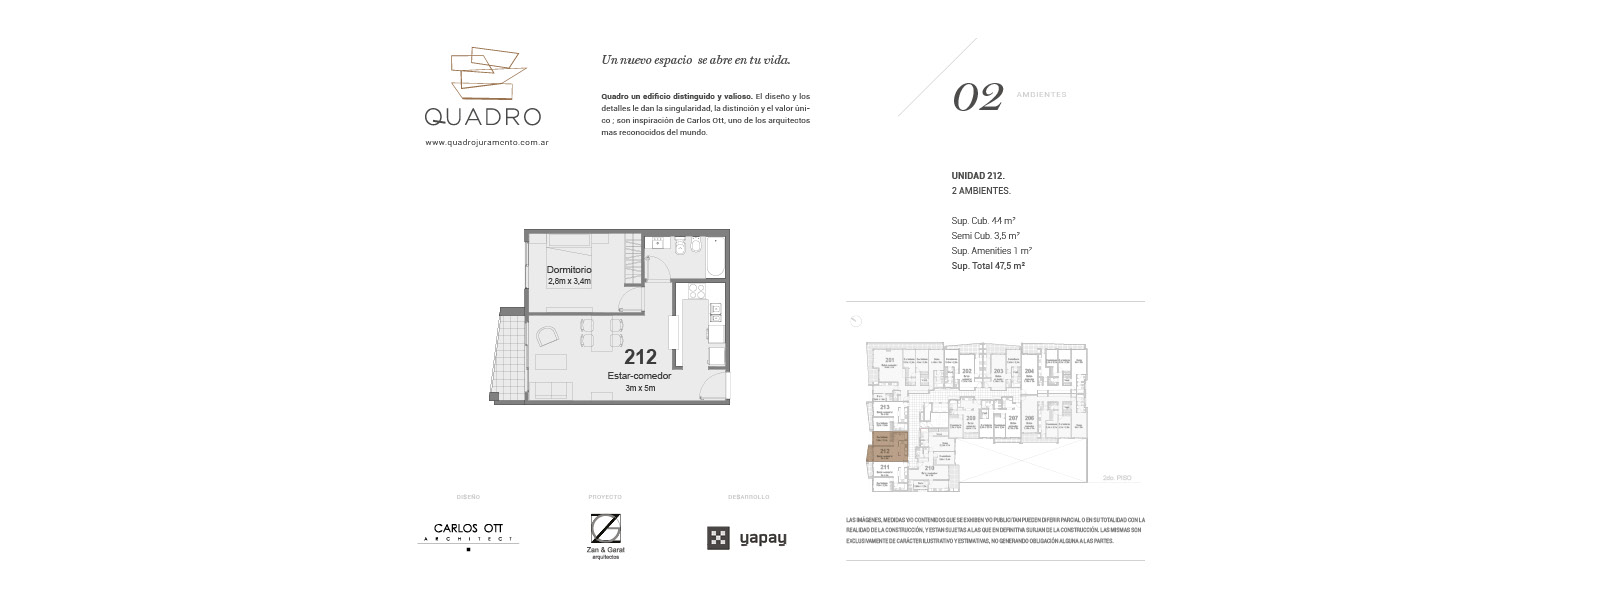 QUADRO
www.quadrojuramento.com.ar
Un nuevo espacio se abre en tu vida.
Quadro un edificio distinguido y valioso. El diseño y los
detalles le dan la singularidad, la distinción y el valor úni-
co ; son inspiración de Carlos Ott, uno de los arquitectos
mas reconocidos del mundo.
02 AMBIENTES
UNIDAD 212.
2 AMBIENTES.
Sup. Cub. 44 m²
Semi Cub. 3,5 m²
Sup. Amenities 1 m²
Sup. Total 47,5 m²
Dormitorio
2,8m x 3,4m
212
Estar-comedor
3m x 5m
201
202
203
204
213
209
207
206
212
211
210
2do. PISO
DISEÑO
CARLOS OTT
ARCHITECT
PROYECTO
Zan & Garat
arquitectos
DESARROLLO
yapay
LAS IMÁGENES, MEDIDAS Y/O CONTENIDOS QUE SE EXHIBEN Y/O PUBLICITAN PUEDEN DIFERIR PARCIAL O EN SU TOTALIDAD CON LA
REALIDAD DE LA CONSTRUCCIÓN, Y ESTAN SUJETAS A LAS QUE EN DEFINITIVA SURJAN DE LA CONSTRUCCIÓN. LAS MISMAS SON
EXCLUSIVAMENTE DE CARÁCTER ILUSTRATIVO Y ESTIMATIVAS, NO GENERANDO OBLIGACIÓN ALGUNA A LAS PARTES.